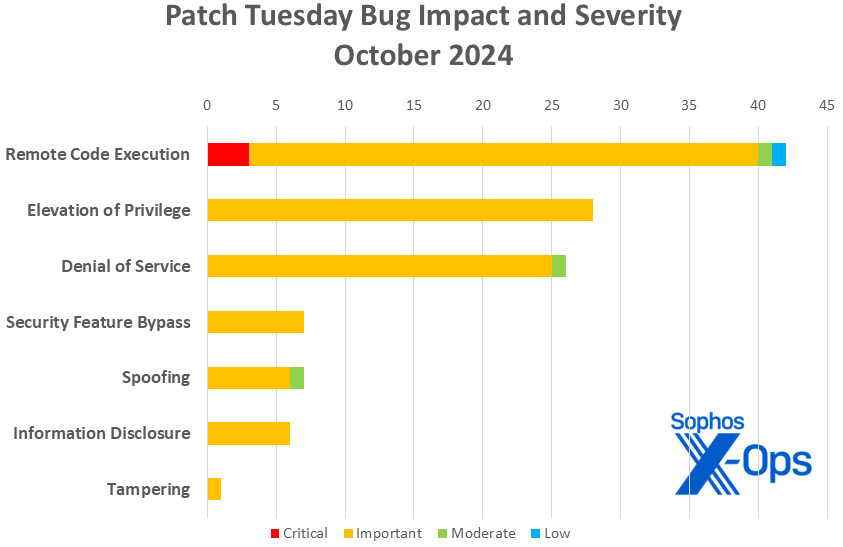 Patch Tuesday Bug Impact and Severity
October 2024
0 5 10 15 20 25 30 35 40 45
Remote Code Execution
Elevation of Privilege
Denial of Service
Security Feature Bypass
Spoofing
Information Disclosure
Tampering
Sophos
X-Ops
Critical Important Moderate Low